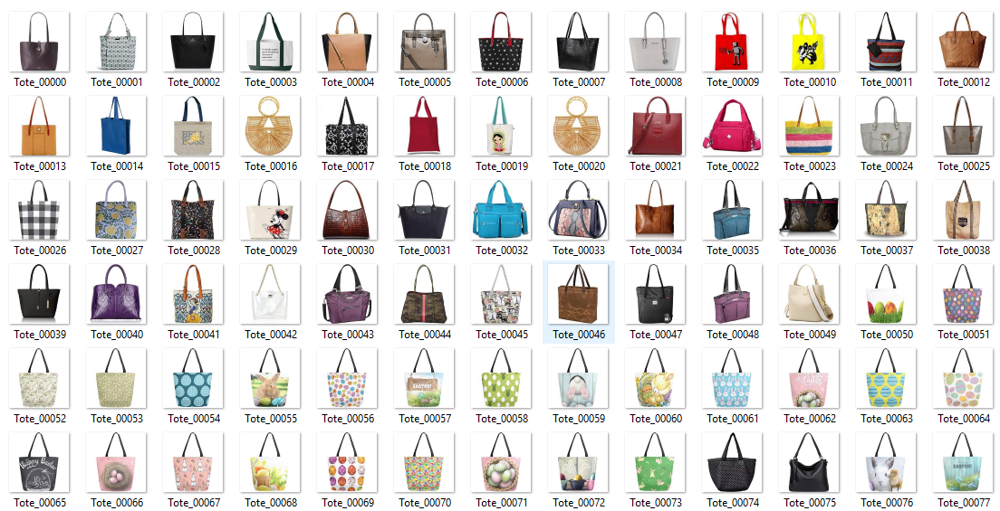 Tote_00000 Tote_00001 Tote_00002 Tote_00003 Tote_00004 Tote_00005 Tote_00006 Tote_00007 Tote_00008 Tote_00009 Tote_00010 Tote_00011 Tote_00012
Tote_00013 Tote_00014 Tote_00015 Tote_00016 Tote_00017 Tote_00018 Tote_00019 Tote_00020 Tote_00021 Tote_00022 Tote_00023 Tote_00024 Tote_00025
Tote_00026 Tote_00027 Tote_00028 Tote_00029 Tote_00030 Tote_00031 Tote_00032 Tote_00033 Tote_00034 Tote_00035 Tote_00036 Tote_00037 Tote_00038
Tote_00039 Tote_00040 Tote_00041 Tote_00042 Tote_00043 Tote_00044 Tote_00045 Tote_00046 Tote_00047 Tote_00048 Tote_00049 Tote_00050 Tote_00051
EASTER!
Tote_00052 Tote_00053 Tote_00054 Tote_00055 Tote_00056 Tote_00057 Tote_00058 Tote_00059 Tote_00060 Tote_00061 Tote_00062 Tote_00063 Tote_00064
Happy Easter
EASTER!
Tote_00065 Tote_00066 Tote_00067 Tote_00068 Tote_00069 Tote_00070 Tote_00071 Tote_00072 Tote_00073 Tote_00074 Tote_00075 Tote_00076 Tote_00077